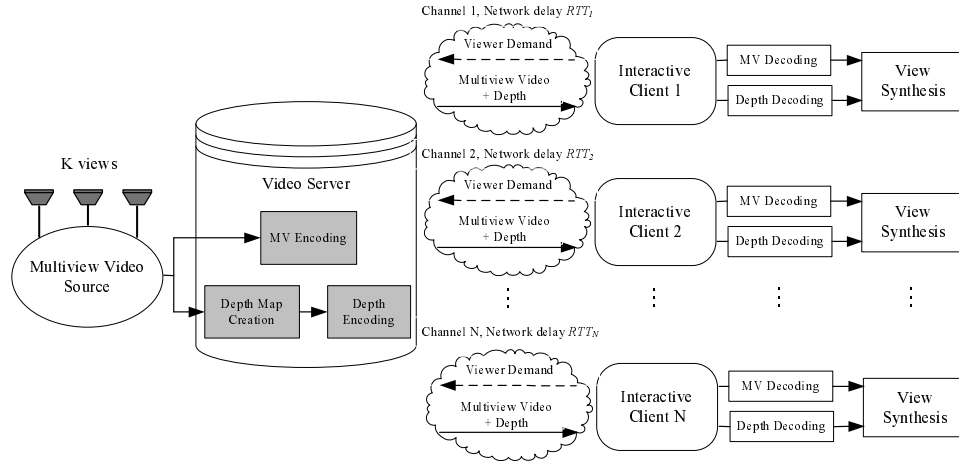 K views
Multiview Video
Source
Video Server
MV Encoding
Depth Map
Creation
Depth
Encoding
Channel 1, Network delay RTT1
Viewer Demand
Multiview Video
+ Depth
Interactive
Client 1
MV Decoding
Depth Decoding
View
Synthesis
Channel 2, Network delay RTT2
Viewer Demand
Multiview Video
+ Depth
Interactive
Client 2
MV Decoding
Depth Decoding
View
Synthesis
Channel N, Network delay RTTN
Viewer Demand
Multiview Video
+ Depth
Interactive
Client N
MV Decoding
Depth Decoding
View
Synthesis